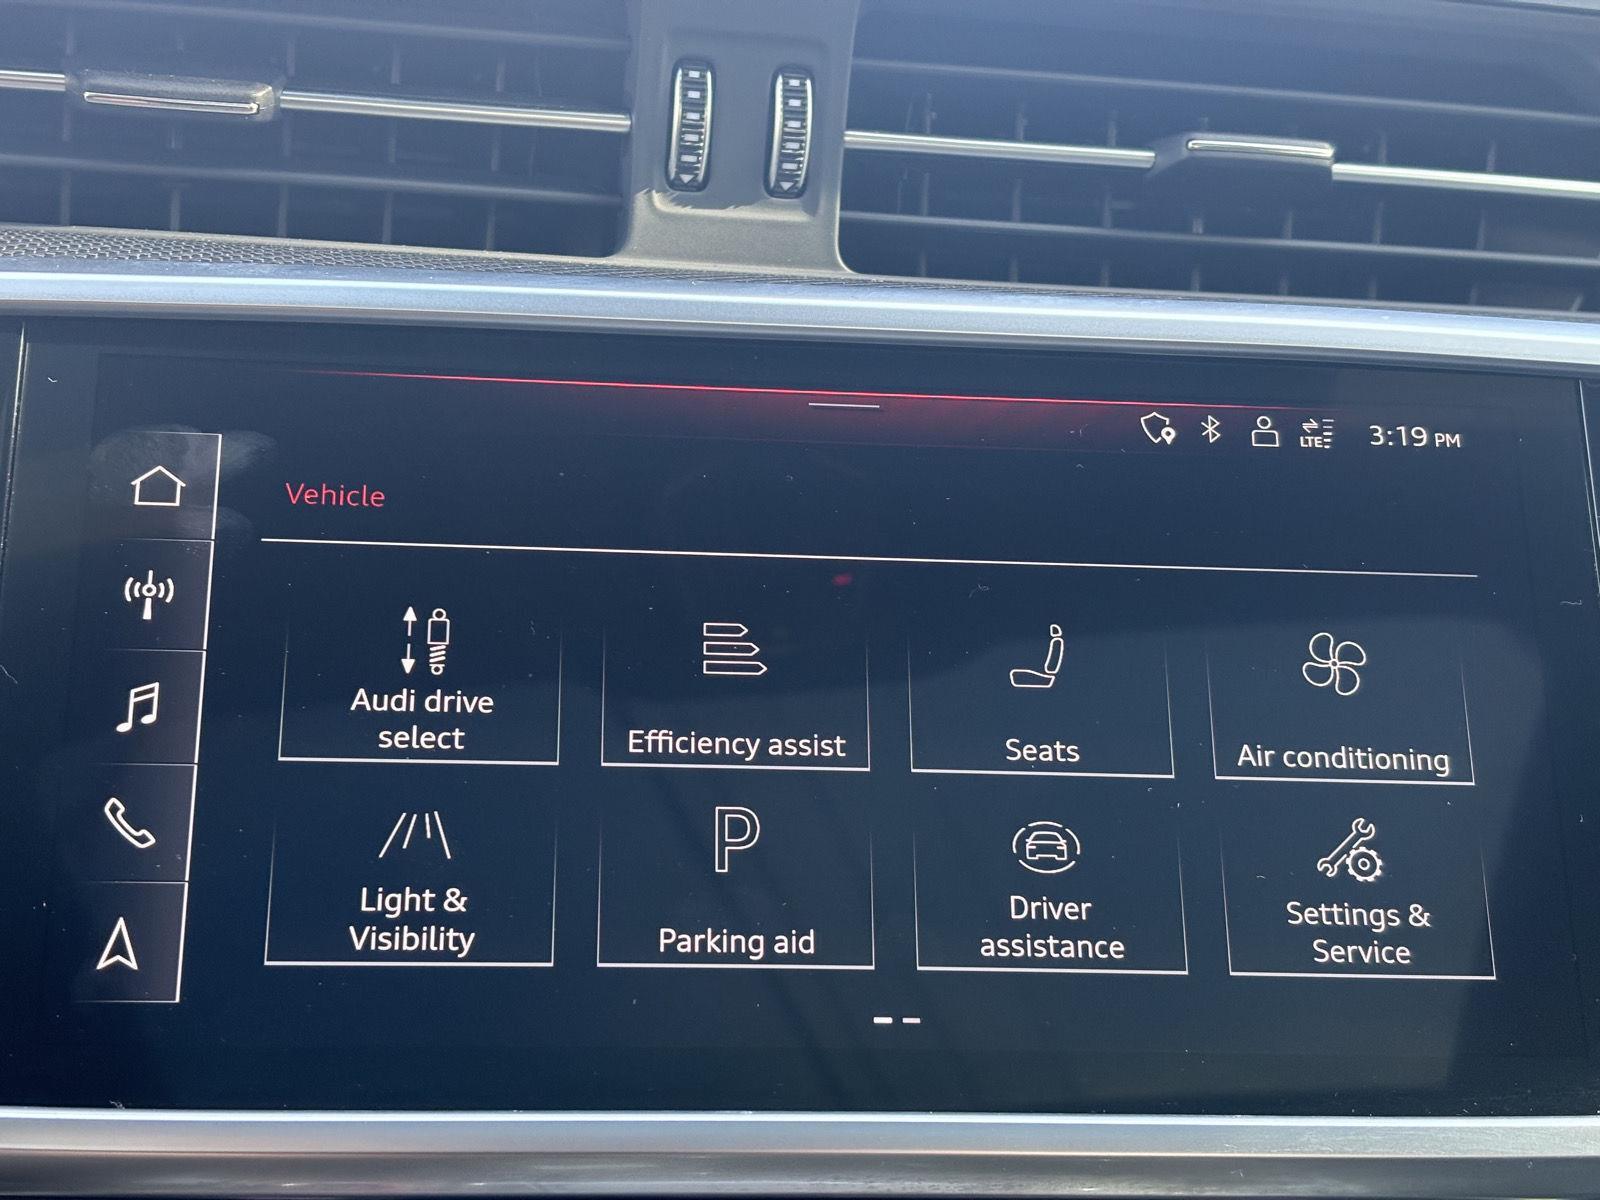 LTE 3:19 PM
Vehicle
Audi drive
select
Efficiency assist
Seats
Air conditioning
Light &
Visibility
P
Parking aid
Driver
assistance
Settings &
Service